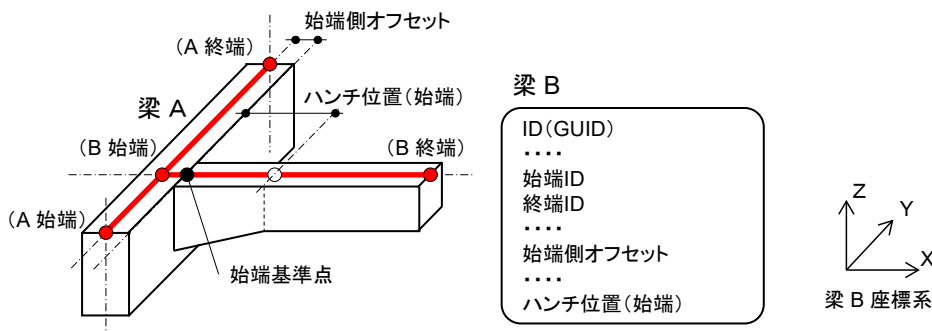 始端側オフセット
(A 終端)
ハンチ位置(始端)
梁 A
(B 始端)
(B 終端)
(A 始端)
始端基準点
梁 B
ID(GUID)
・・・・
始端ID
終端ID
・・・・
始端側オフセット
・・・・
ハンチ位置(始端)
Z
Y
X
梁 B 座標系